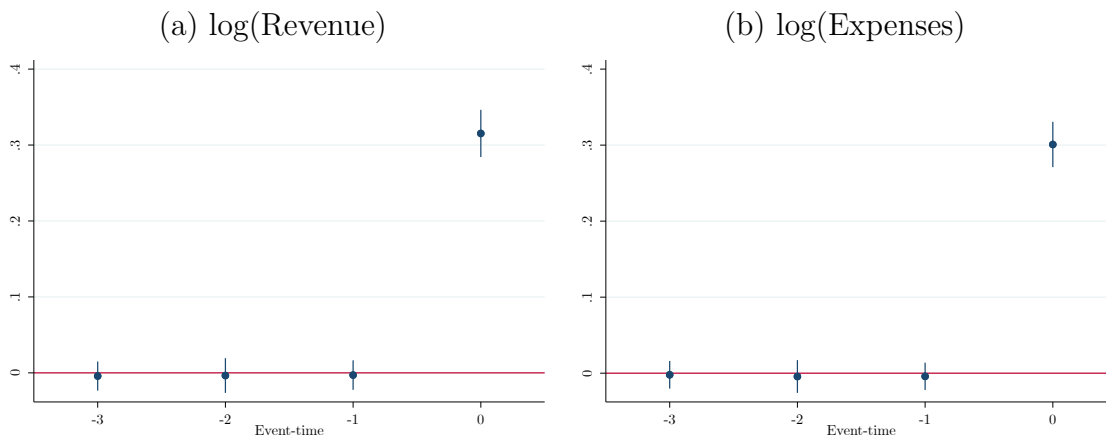 (a) log(Revenue)
.4
.3
.2
.1
0
-3 -2 -1 0
Event-time
(b) log(Expenses)
.4
.3
.2
.1
0
-3 -2 -1 0
Event-time